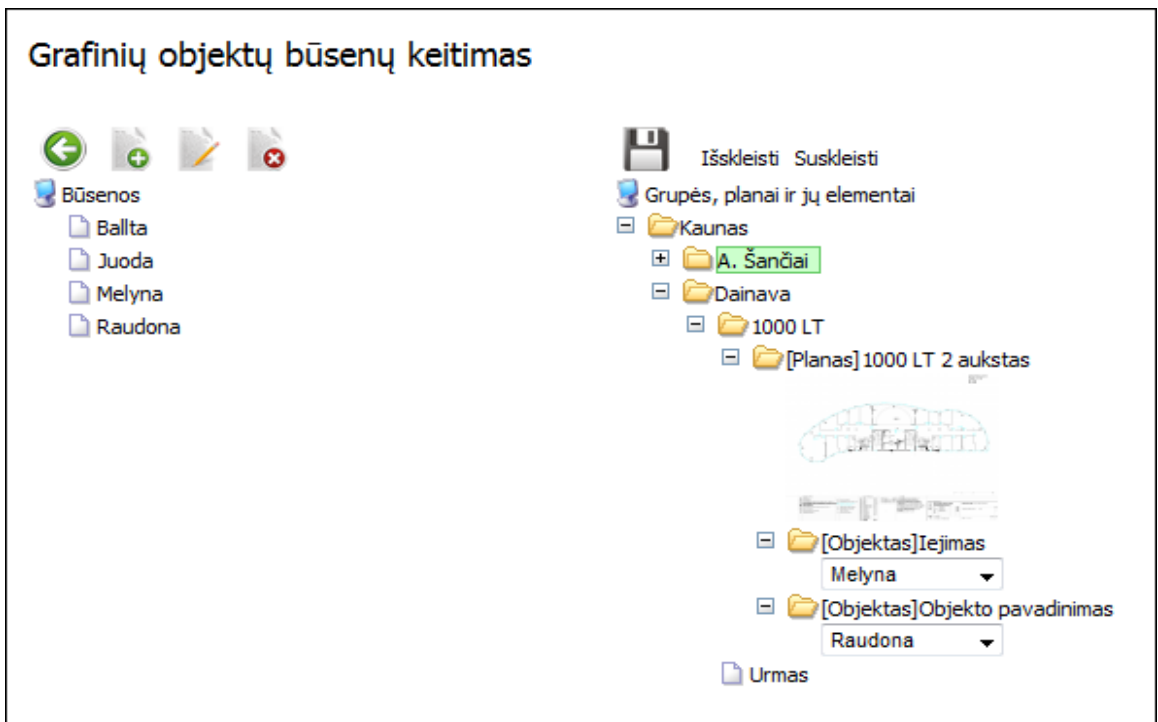 Grafinių objektų būsenų keitimas
Būsenos
Ballta
Juoda
Melyna
Raudona
Išskleisti Suskleisti
Grupės, planai ir jų elementai
Kaunas
A. Šančiai
Dainava
1000 LT
[Planas] 1000 LT 2 aukstas
[Objektas]Iejimas
Melyna
[Objektas]Objekto pavadinimas
Raudona
Urmas